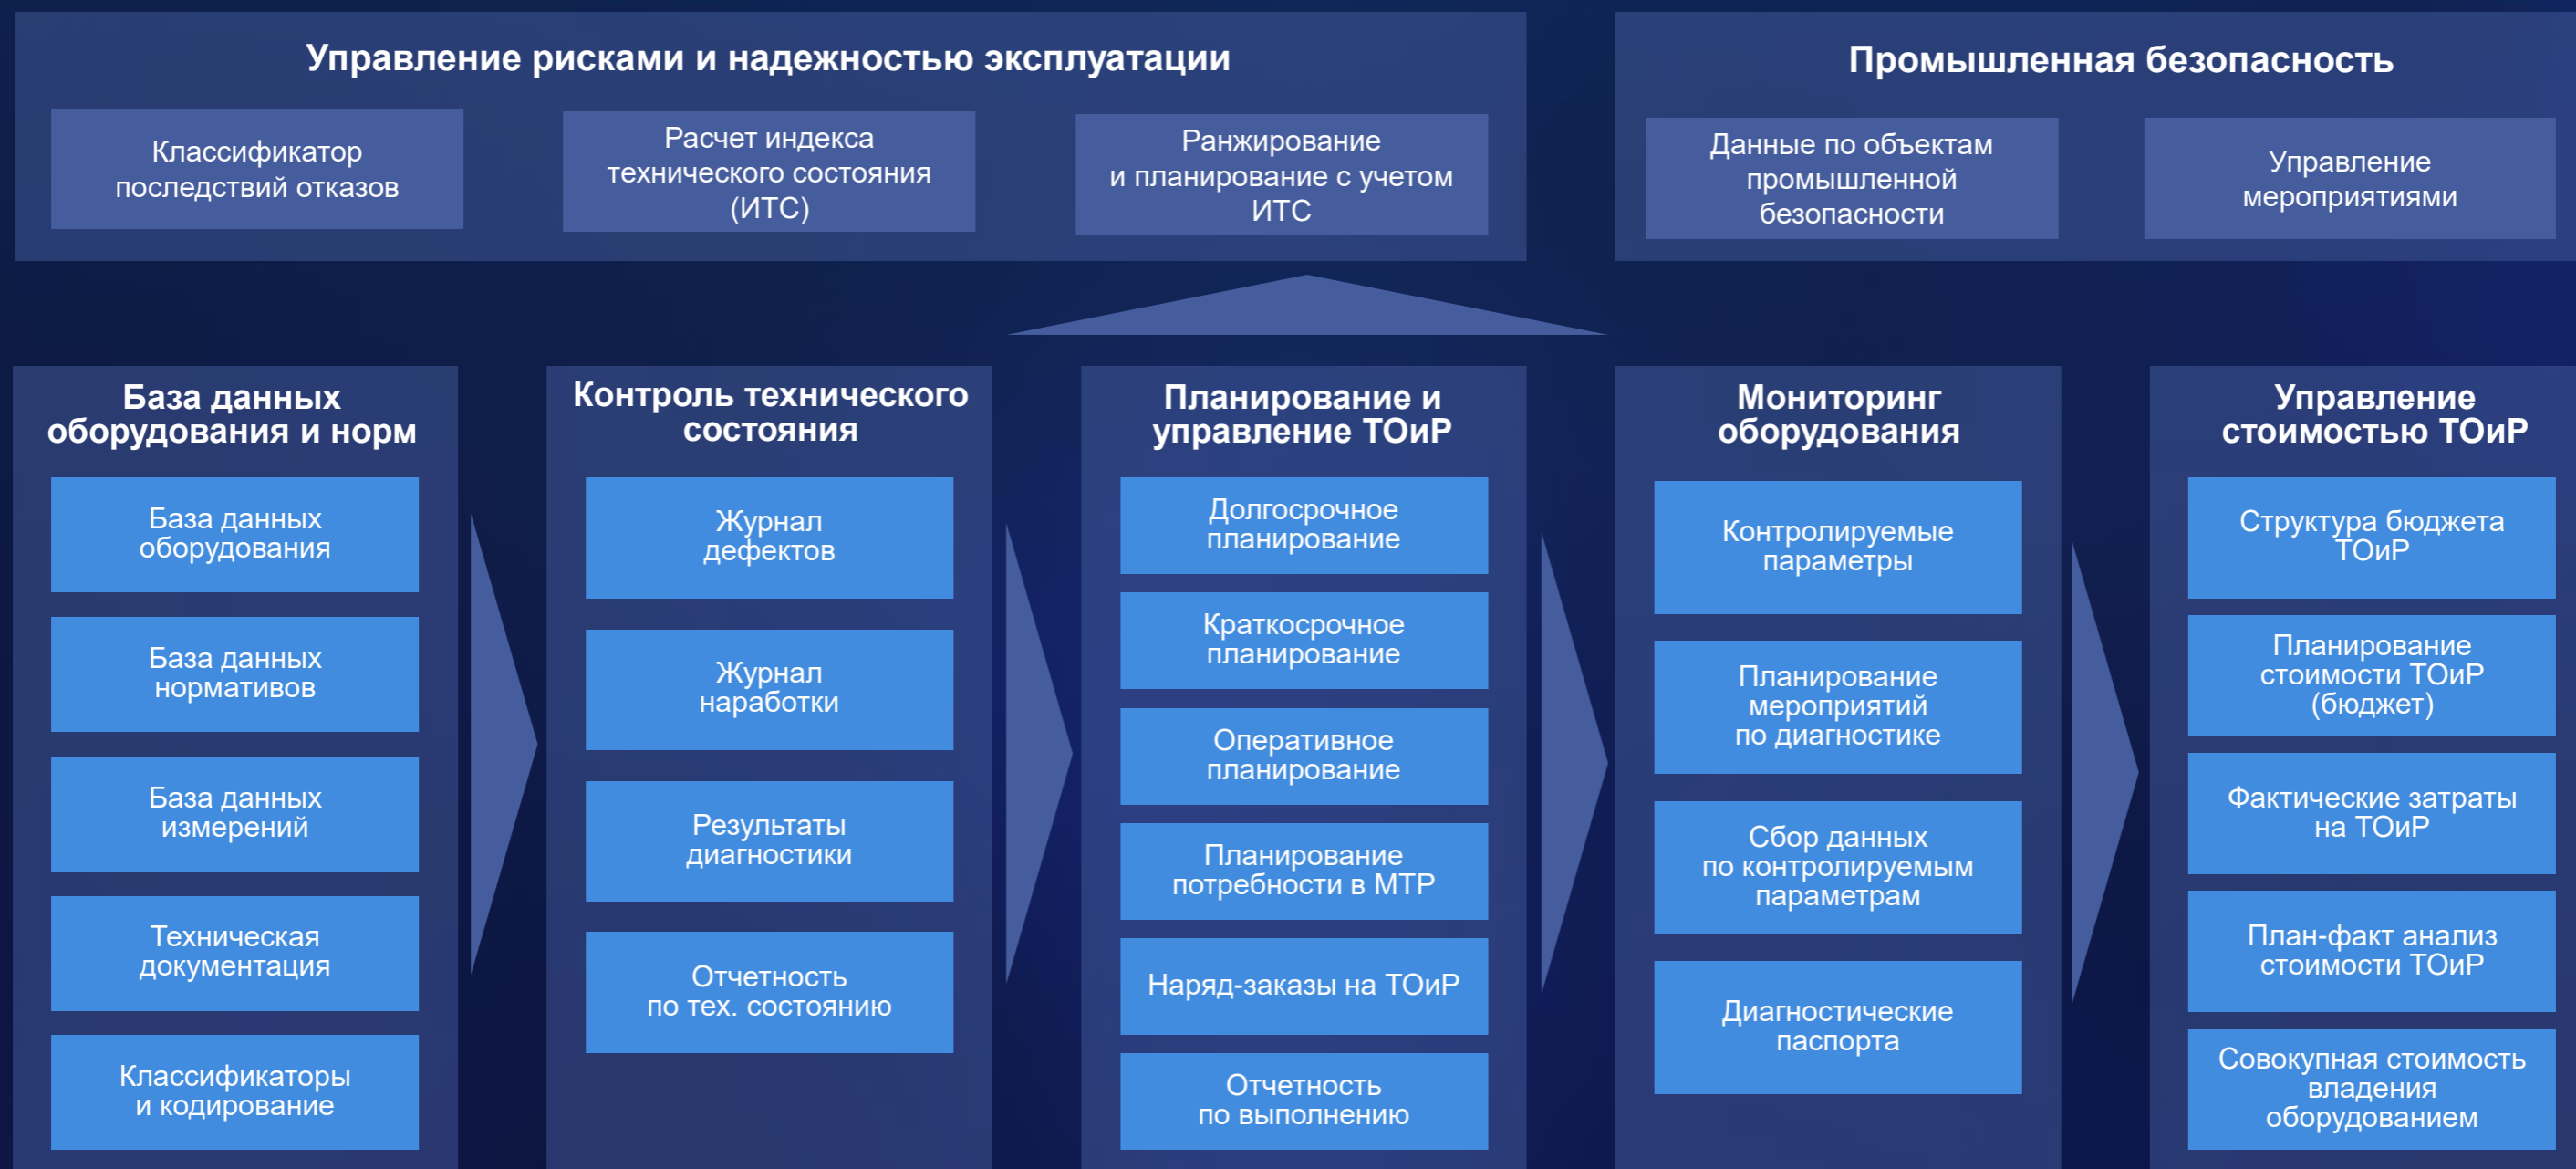 Управление рисками и надежностью эксплуатации
Классификатор
последствий отказов
Расчет индекса
технического состояния
(ИТС)
Ранжирование
и планирование с учетом
ИТС
Промышленная безопасность
Данные по объектам
промышленной
безопасности
Управление
мероприятиями
База данных
оборудования и норм
База данных
оборудования
База данных
нормативов
База данных
измерений
Техническая
документация
Классификаторы
и кодирование
Контроль технического
состояния
Журнал
дефектов
Журнал
наработки
Результаты
диагностики
Отчетность
по тех. состоянию
Планирование и
управление ТОиР
Долгосрочное
планирование
Краткосрочное
планирование
Оперативное
планирование
Планирование
потребности в МТР
Наряд-заказы на ТОиР
Отчетность
по выполнению
Мониторинг
оборудования
Контролируемые
параметры
Планирование
мероприятий
по диагностике
Сбор данных
по контролируемым
параметрам
Диагностические
паспорта
Управление
стоимостью ТОиР
Структура бюджета
ТОиР
Планирование
стоимости ТОиР
(бюджет)
Фактические затраты
на ТОиР
План-факт анализ
стоимости ТОиР
Совокупная стоимость
владения
оборудованием